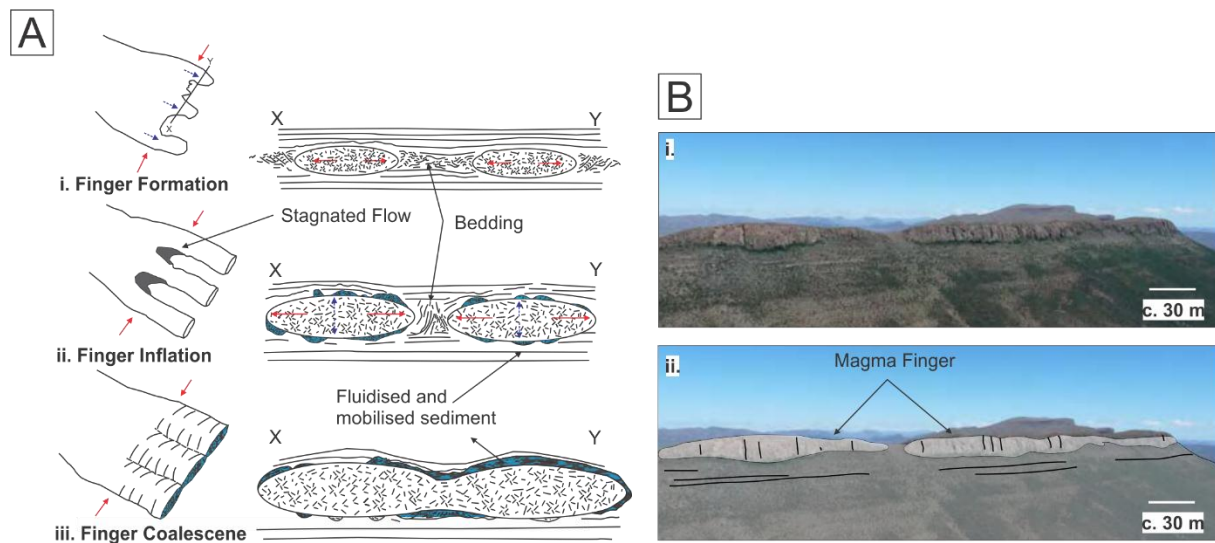 A
Y
X
i. Finger Formation
X Y
Stagnated Flow
Bedding
X Y
ii. Finger Inflation
Fluidised and
mobilised sediment
X Y
iii. Finger Coalescene
B
i.
c. 30 m
Magma Finger
ii.
c. 30 m